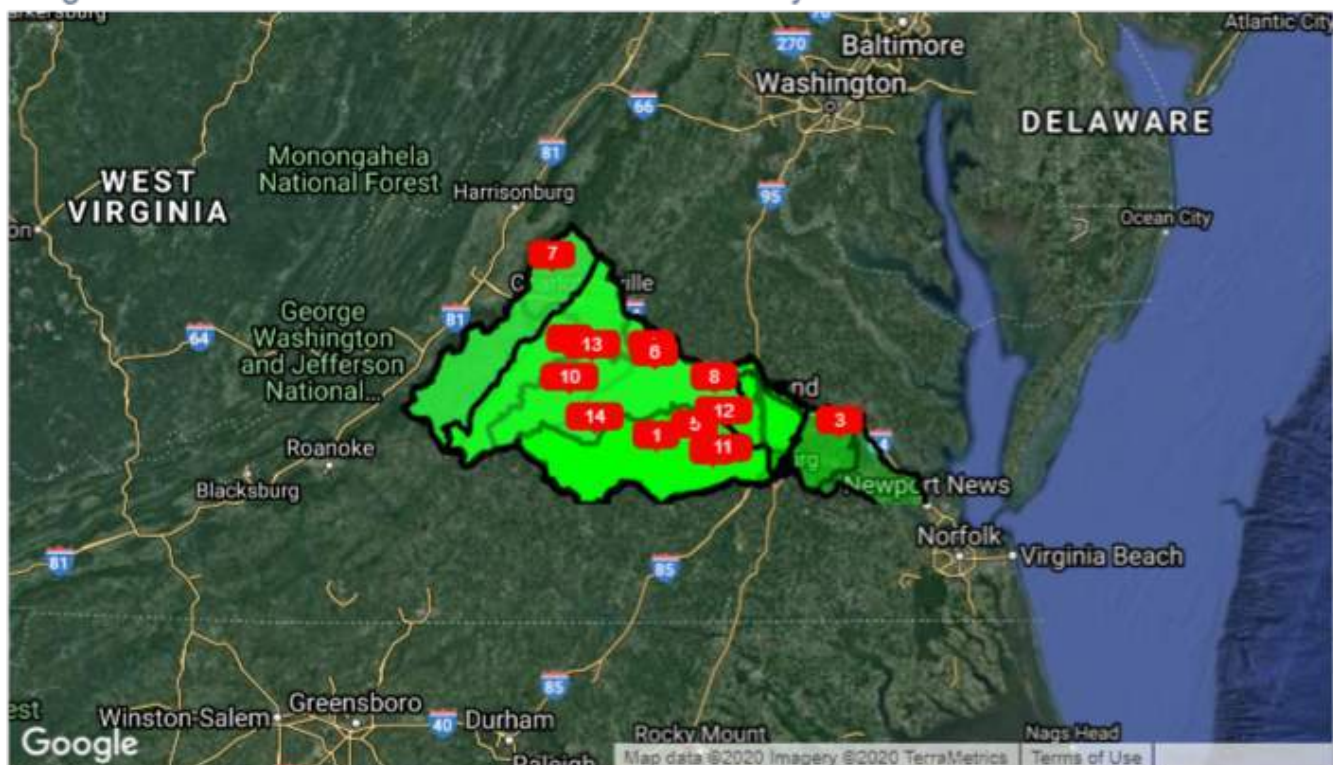 Atlantic City
270
Baltimore
Washington
66
DELAWARE
Monongahela
National Forest
81
WEST
VIRGINIA
Harrisonburg
95
Ocean City
7
ville
George
Washington
and Jefferson
National...
81
64
13
6
10
8
nd
14
12
3
5
1
11
Roanoke
Blacksburg
Newport News
Norfolk
Virginia Beach
81
85
85
Greensboro
Winston-Salem
40
Durham
Rocky Mount
Nags Head
Google
Raleigh
Map data ©2020 Imagery ©2020 TerraMetrics
Terms of Use